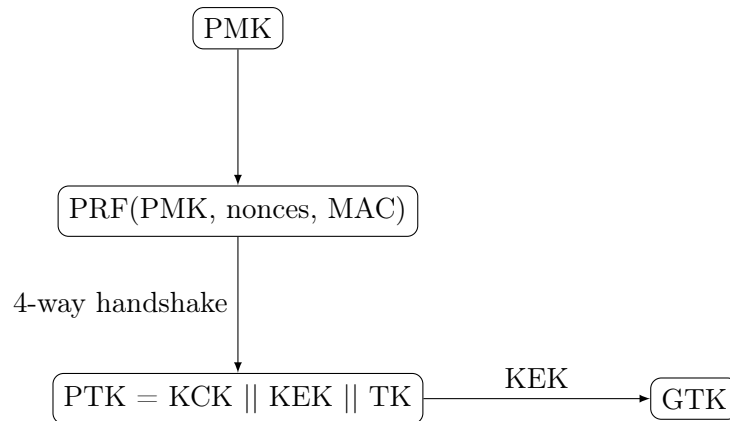 PMK
PRF(PMK, nonces, MAC)
4-way handshake
PTK = KCK || KEK || TK
KEK
GTK